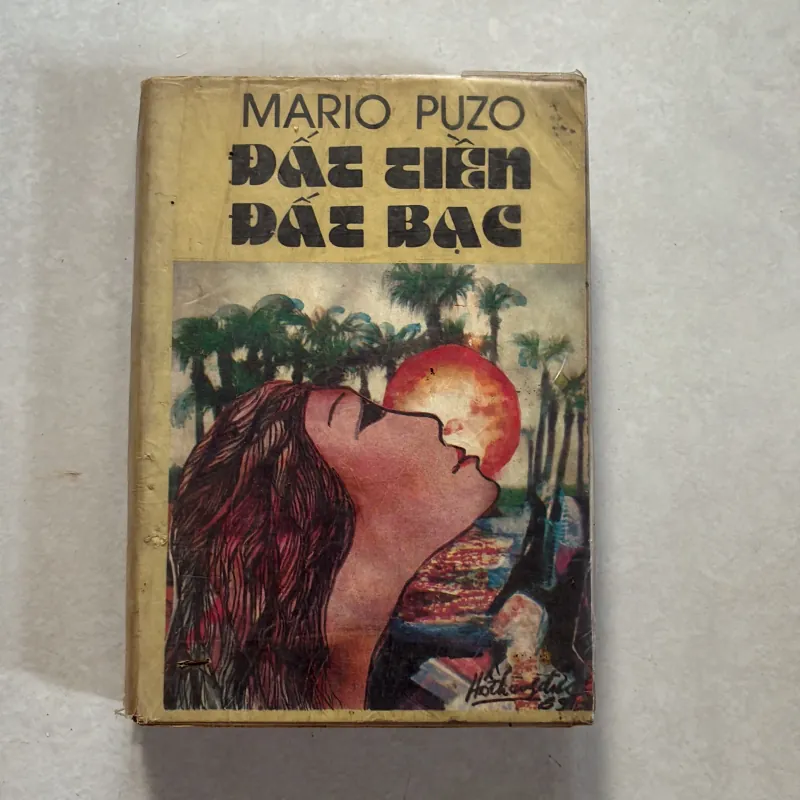 MARIO PUZO
ĐẤT TIỀN
ĐẤT BẠC